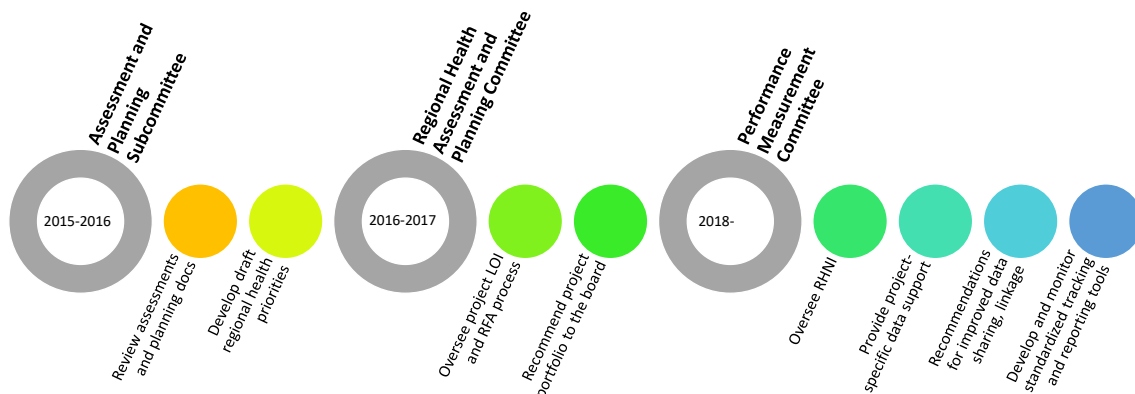 Assessment and
Planning
Subcommittee
2015-2016
Review assessments
and planning docs
Develop draft
regional health
priorities
Regional Health
Assessment and
Planning Committee
2016-2017
Oversee project LOI
and RFA process
Recommend project
portfolio to the board
Performance
Measurement
Committee
2018-
Oversee RHNI
Provide project-
specific data support
Recommendations
for improved data
sharing, linkage
Develop and monitor
standardized tracking
and reporting tools